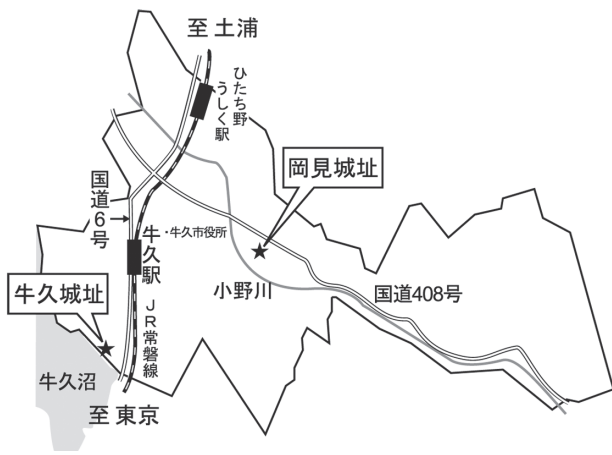 至 土浦
ひたち野
うしく駅
岡見城址
国道6号
・牛久市役所
牛久駅
小野川
国道408号
牛久城址
JR常磐線
牛久沼
至 東京